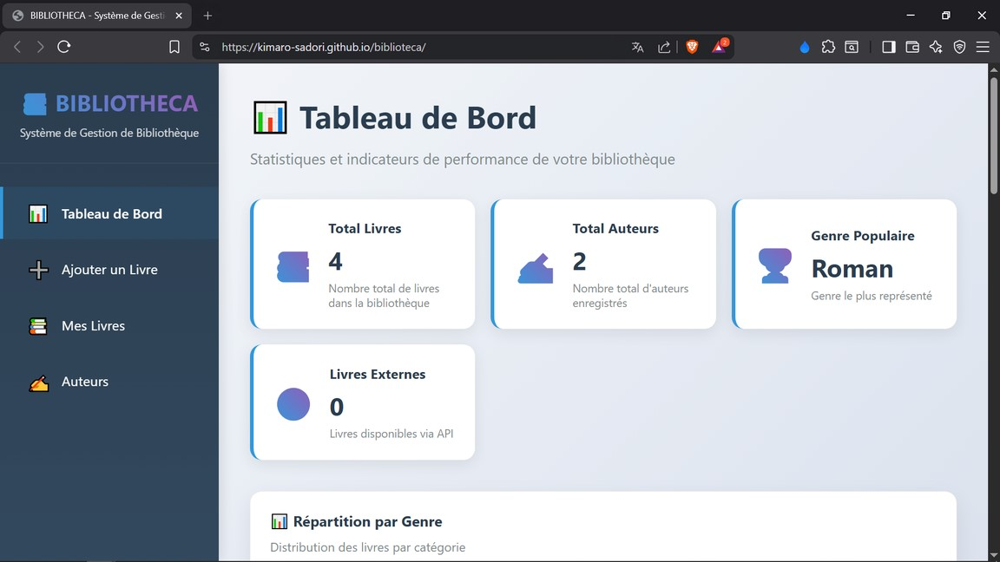 BIBLIOTHECA - Système de Gesti
https://kimaro-sadori.github.io/biblioteca/
2
BIBLIOTHECA
Système de Gestion de Bibliothèque
Tableau de Bord
Ajouter un Livre
Mes Livres
Auteurs
Tableau de Bord
Statistiques et indicateurs de performance de votre bibliothèque
Total Livres
4
Nombre total de livres
dans la bibliothèque
Total Auteurs
2
Nombre total d'auteurs
enregistrés
Genre Populaire
Roman
Genre le plus représenté
Livres Externes
0
Livres disponibles via API
Répartition par Genre
Distribution des livres par catégorie